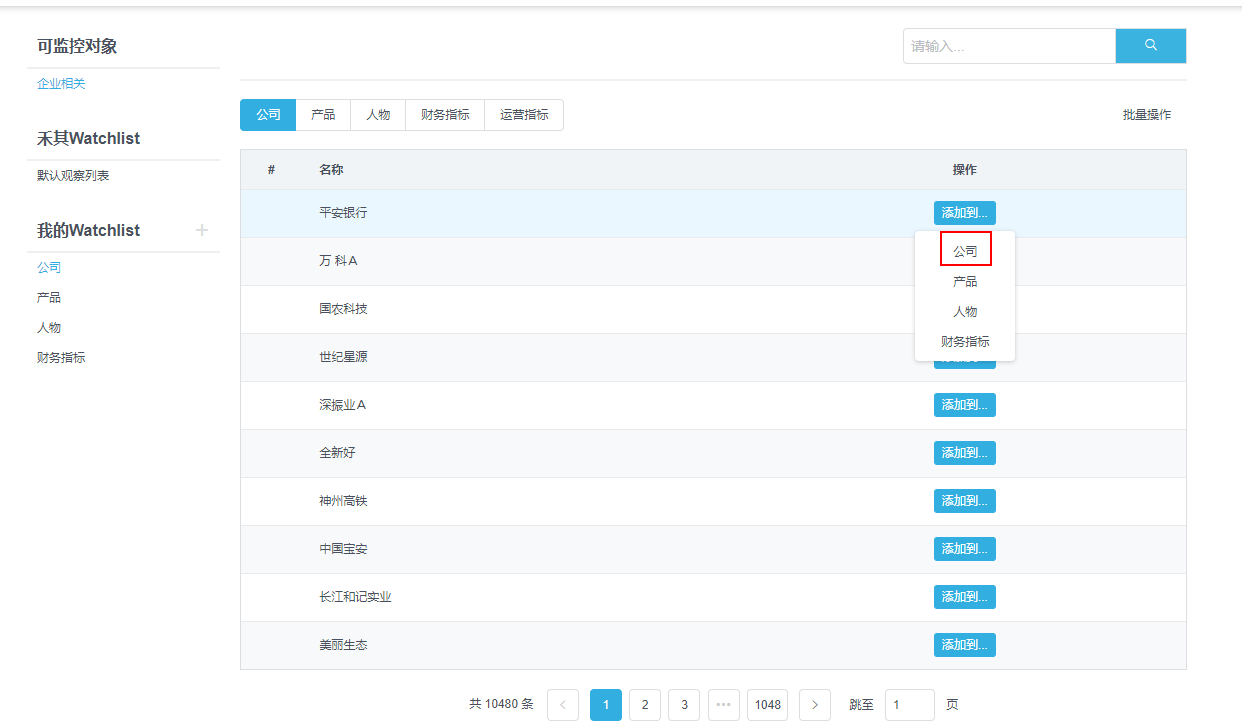 可监控对象
企业相关
禾其Watchlist
默认观察列表
我的Watchlist
公司
产品
人物
财务指标
请输入...
公司 产品 人物 财务指标 运营指标
批量操作
# 名称 操作
平安银行 添加到...
公司
产品
人物
财务指标
万 科A
国农科技
世纪星源
深振业A 添加到...
全新好 添加到...
神州高铁 添加到...
中国宝安 添加到...
长江和记实业 添加到...
美丽生态 添加到...
共 10480 条 < 1 2 3 ••• 1048 > 跳至 1 页